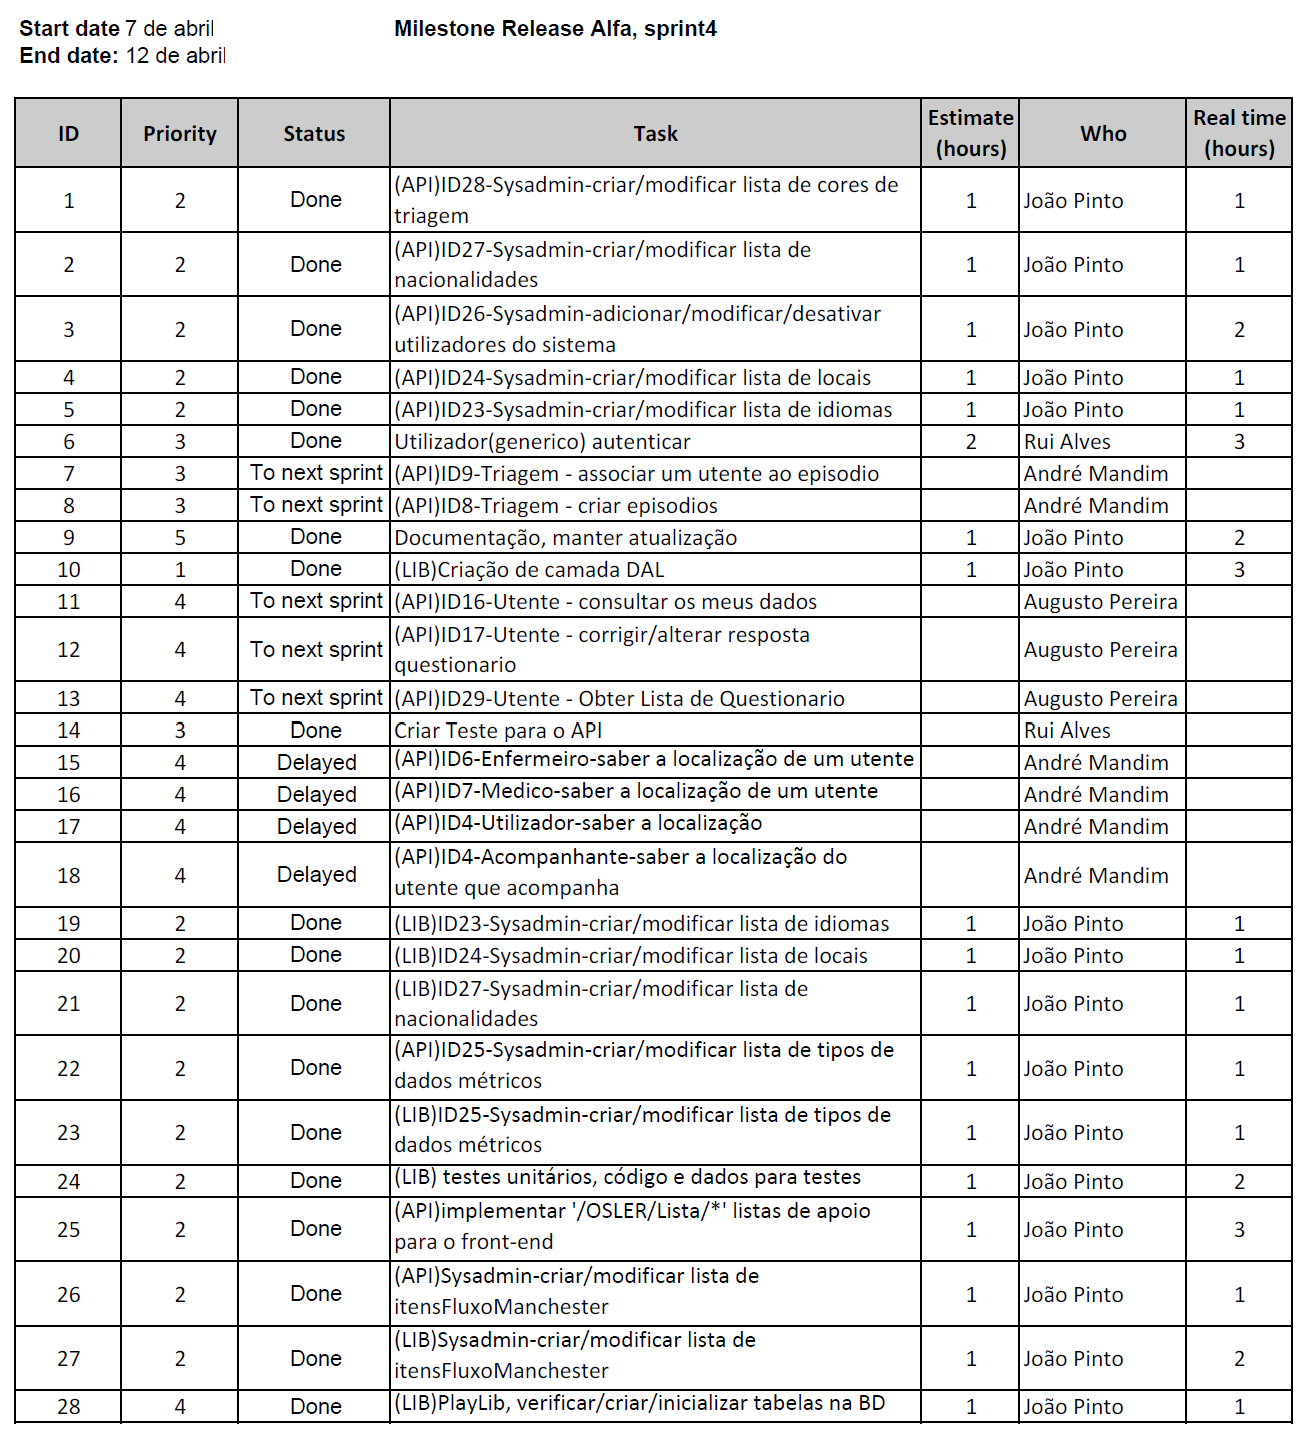 Start date 7 de abril
Milestone Release Alfa, sprint4
End date: 12 de abril
ID Priority Status Task Estimate (hours) Who Real time (hours)
1 2 Done (API)ID28-Sysadmin-criar/modificar lista de cores de 1 João Pinto 1
triagem
2 2 Done (API)ID27-Sysadmin-criar/modificar lista de 1 João Pinto 1
nacionalidades
3 2 Done (API)ID26-Sysadmin-adicionar/modificar/desativar 1 João Pinto 2
utilizadores do sistema
4 2 Done (API)ID24-Sysadmin-criar/modificar lista de locais 1 João Pinto 1
5 2 Done (API)ID23-Sysadmin-criar/modificar lista de idiomas 1 João Pinto 1
6 3 Done Utilizador(generico) autenticar 2 Rui Alves 3
7 3 To next sprint (API)ID9-Triagem - associar um utente ao episodio André Mandim
8 3 To next sprint (API)ID8-Triagem - criar episodios André Mandim
9 5 Done Documentação, manter atualização 1 João Pinto 2
10 1 Done (LIB)Criação de camada DAL 1 João Pinto 3
11 4 To next sprint (API)ID16-Utente - consultar os meus dados Augusto Pereira
12 4 To next sprint (API)ID17-Utente - corrigir/alterar resposta Augusto Pereira
questionario
13 4 To next sprint (API)ID29-Utente - Obter Lista de Questionario Augusto Pereira
14 3 Done Criar Teste para o API Rui Alves
15 4 Delayed (API)ID6-Enfermeiro-saber a localização de um utente André Mandim
16 4 Delayed (API)ID7-Medico-saber a localização de um utente André Mandim
17 4 Delayed (API)ID4-Utilizador-saber a localização André Mandim
18 4 Delayed (API)ID4-Acompanhante-saber a localização do André Mandim
utente que acompanha
19 2 Done (LIB)ID23-Sysadmin-criar/modificar lista de idiomas 1 João Pinto 1
20 2 Done (LIB)ID24-Sysadmin-criar/modificar lista de locais 1 João Pinto 1
21 2 Done (LIB)ID27-Sysadmin-criar/modificar lista de 1 João Pinto 1
nacionalidades
22 2 Done (API)ID25-Sysadmin-criar/modificar lista de tipos de 1 João Pinto 1
dados métricos
23 2 Done (LIB)ID25-Sysadmin-criar/modificar lista de tipos de 1 João Pinto 1
dados métricos
24 2 Done (LIB) testes unitários, código e dados para testes 1 João Pinto 2
25 2 Done (API)implementar '/OSLER/Lista/*' listas de apoio 1 João Pinto 3
para o front-end
26 2 Done (API)Sysadmin-criar/modificar lista de 1 João Pinto 1
itensFluxoManchester
27 2 Done (LIB)Sysadmin-criar/modificar lista de 1 João Pinto 2
itensFluxoManchester
28 4 Done (LIB)PlayLib, verificar/criar/inicializar tabelas na BD 1 João Pinto 1